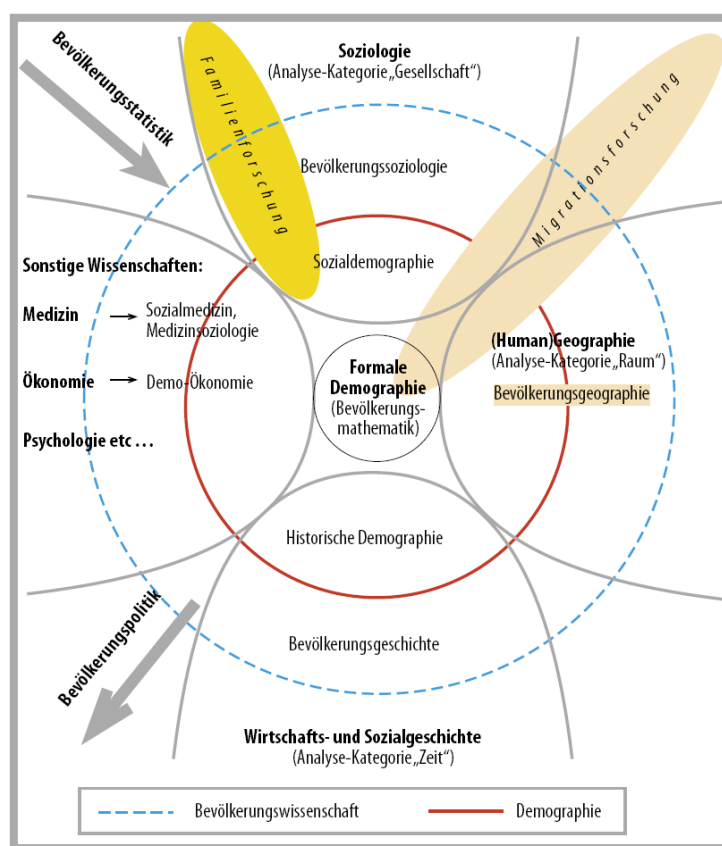 Bevölkerungsstatistik
Familienforschung
Soziologie
(Analyse-Kategorie„Gesellschaft“)
Migrationsforschung
Bevölkerungssoziologie
Sozialdemographie
Sonstige Wissenschaften:
Medizin
Sozialmedizin,
Medizinsoziologie
Ökonomie
Demo-Ökonomie
Psychologie etc …
Formale
Demographie
(Bevölkerungs-
mathematik)
(Human)Geographie
(Analyse-Kategorie„Raum“)
Bevölkerungsgeographie
Historische Demographie
Bevölkerungspolitik
Bevölkerungsgeschichte
Wirtschafts- und Sozialgeschichte
(Analyse-Kategorie„Zeit“)
Bevölkerungswissenschaft
Demographie